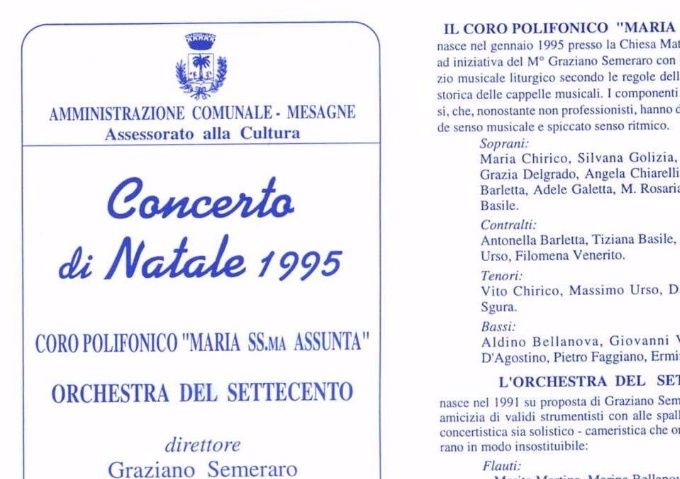 AMMINISTRAZIONE COMUNALE - MESAGNE
Assessorato alla Cultura
Concerto
di Natale 1995
CORO POLIFONICO "MARIA SS.MA ASSUNTA"
ORCHESTRA DEL SETTECENTO
direttore
Graziano Semeraro
IL CORO POLIFONICO "MARIA
nasce nel gennaio 1995 presso la Chiesa Mat
ad iniziativa del M° Graziano Semeraro con
zio musicale liturgico secondo le regole dell
storica delle cappelle musicali. I componenti
si, che, nonostante non professionisti, hanno d
de senso musicale e spiccato senso ritmico.
Soprani:
Maria Chirico, Silvana Golizia,
Grazia Delgrado, Angela Chiarelli
Barletta, Adele Galetta, M. Rosaria
Basile.
Contralti:
Antonella Barletta, Tiziana Basile,
Urso, Filomena Venerito.
Tenori:
Vito Chirico, Massimo Urso, D
Sgura.
Bassi:
Aldino Bellanova, Giovanni V
D'Agostino, Pietro Faggiano, Ermi
L'ORCHESTRA DEL SET
nasce nel 1991 su proposta di Graziano Sem
amicizia di validi strumentisti con alle spall
concertistica sia solistico - cameristica che or
rano in modo insostituibile:
Flauti:
Martino, Marina Bellanov